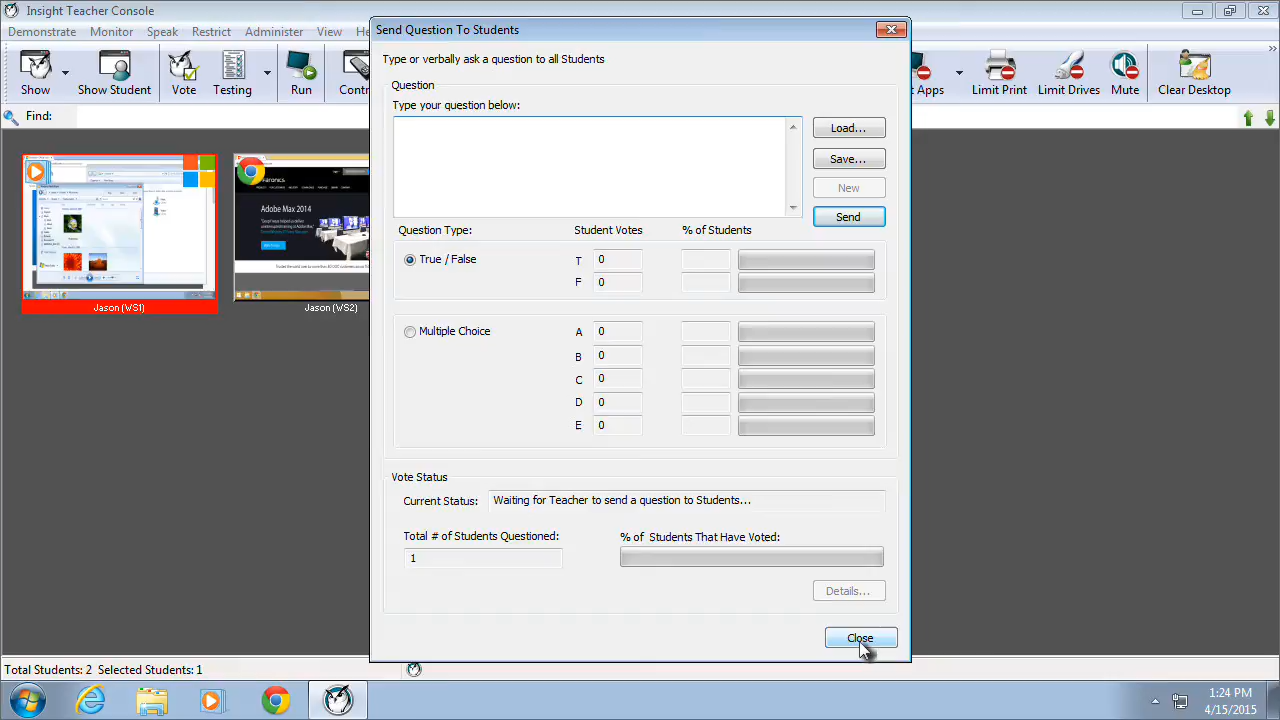 Insight Teacher Console
Demonstrate Monitor Speak Restrict Administer View He
Show Show Student Vote Testing Run Contr
Apps Limit Print Limit Drives Mute Clear Desktop
Find:
Adobe Max 2014
Jason (WS1)
Jason (WS2)
Send Question To Students
Type or verbally ask a question to all Students
Question
Type your question below:
Load...
Save...
New
Send
Question Types: Student Votes
True / False T 0
F 0
Multiple Choice A 0
B 0
C 0
D 0
E 0
Vote Status
Current Status: Waiting for Teacher to send a question to Students...
Total # of Students Questioned: % of Students That Have Voted:
1
Details...
Close
Total Students: 2 Selected Students: 1
1:24 PM
4/15/2015